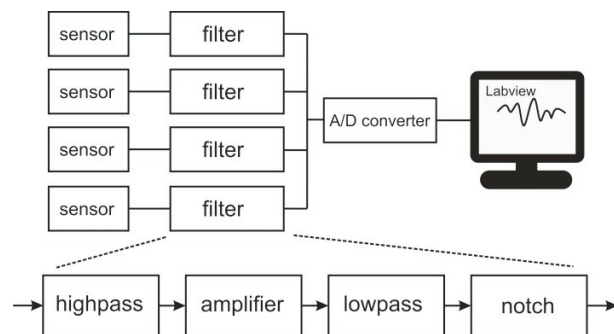 sensor filter
sensor filter
sensor filter
sensor filter
A/D converter
Labview
highpass amplifier lowpass notch